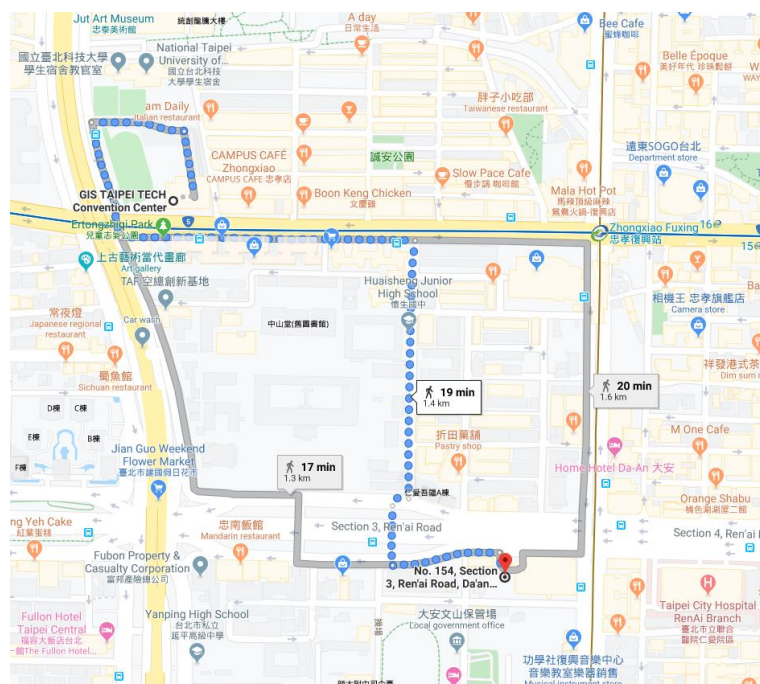 Jut Art Museum
忠泰美術館
統創龍騰大樓
A day
日常生活
Bee Cafe
蜜蜂咖啡
國立臺北科技大學
學生宿舍教官室
National Taipei
University of...
國立台北科技
大學學生宿舍
Belle Époque
美好年代 珍珠鬆餅
WAY
am Daily
Italian restaurant
胖子小吃部
Taiwanese restaurant
遠東SOGO台北
Department store
誠安公園
CAMPUS CAFÉ
Zhongxiao
CAMPUS CAFE 忠孝店
Slow Pace Cafe
慢步調 咖啡館
GIS TAIPEI TECH
Convention Center
Boon Keng Chicken
文慶雞
Mala Hot Pot
馬辣頂級麻辣
鴛鴦火鍋-復興店
Ertongzhiqi Park
兒童志氣公園
5
Zhongxiao Fuxing
忠孝復興站
16
15
上古藝術當代畫廊
Art gallery
TAF 空總創新基地
Huaisheng Junior
High School
懷生國中
相機王 忠孝旗艦店
Camera store
常夜燈
Japanese regional
restaurant
Car wash
中山堂(舊圖書館)
祥發港式茶
Dim sum
蜀魚館
Sichuan restaurant
19 min
1.4 km
20 min
1.6 km
D棟
C棟
E棟
B棟
F棟
折田菓舖
Pastry shop
M One Cafe
Jian Guo Weekend
Flower Market
臺北市建國假日花市
17 min
1.3 km
Home Hotel Da-An 大安
仁愛吾廬A棟
Orange Shabu
橘色涮涮屋二館
ng Yeh Cake
紅葉蛋糕
忠南飯館
Mandarin restaurant
Section 3, Ren'ai Road
Section 4, Ren'ai
Fubon Property &
Casualty Corporation
富邦產險總公司
No. 154, Section
3, Ren'ai Road, Da'an...
Fullon Hotel
Taipei Central
福容大飯店台北
一館The Fullon Hotel...
Yanping High School
台北市私立
延平高級中學
大安文山保管場
Local government office
Taipei City Hospital
RenAi Branch
臺北市立聯合
醫院仁愛院區
功學社復興音樂中心
音樂教室樂器銷售
Musical instrument store